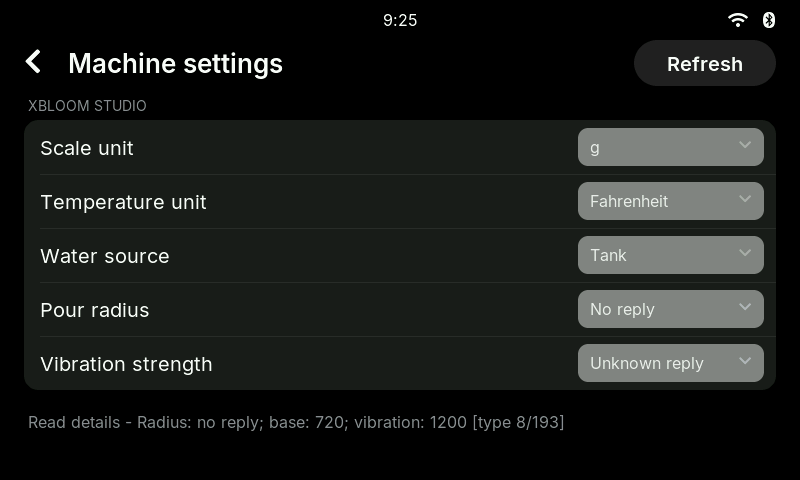 9:25
Machine settings
Refresh
XBLOOM STUDIO
Scale unit
g
Temperature unit
Fahrenheit
Water source
Tank
Pour radius
No reply
Vibration strength
Unknown reply
Read details - Radius: no reply; base: 720; vibration: 1200 [type 8/193]